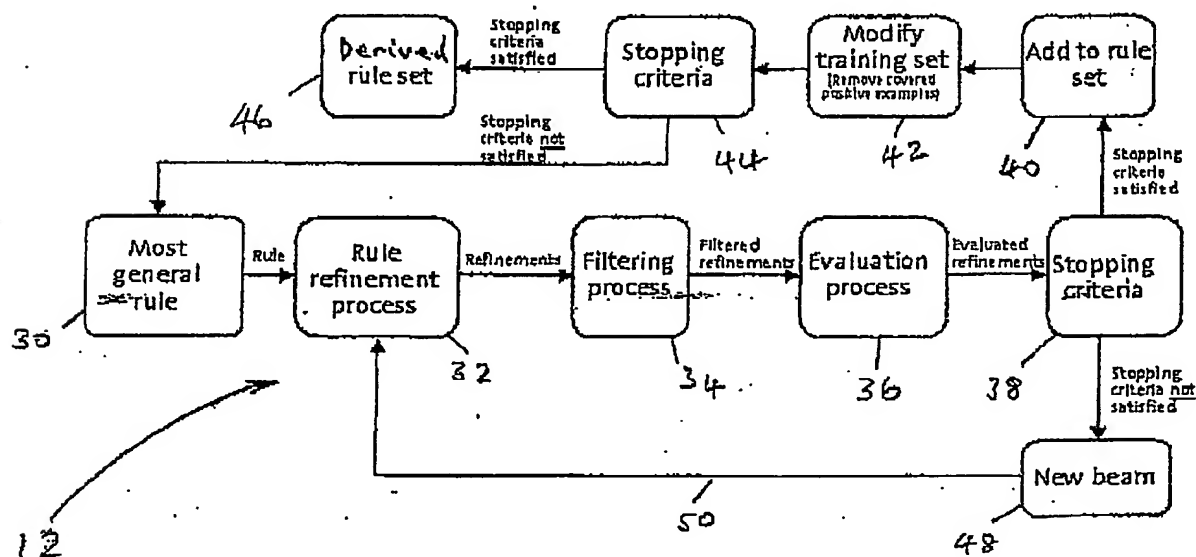 Derived
rule set
46
Stopping
criteria
satisfied
Stopping
criteria
44
Modify
training set
(Remove covered
positive examples)
42
Add to rule
set
40
Stopping
criteria not
satisfied
Stopping
criteria
satisfied
Most
general
rule
30
Rule
Rule
refinement
process
32
Refinements
Filtering
process
34
Filtered
refinements
Evaluation
process
36
Evaluated
refinements
Stopping
criteria
38
Stopping
criteria not
satisfied
New beam
48
50
12